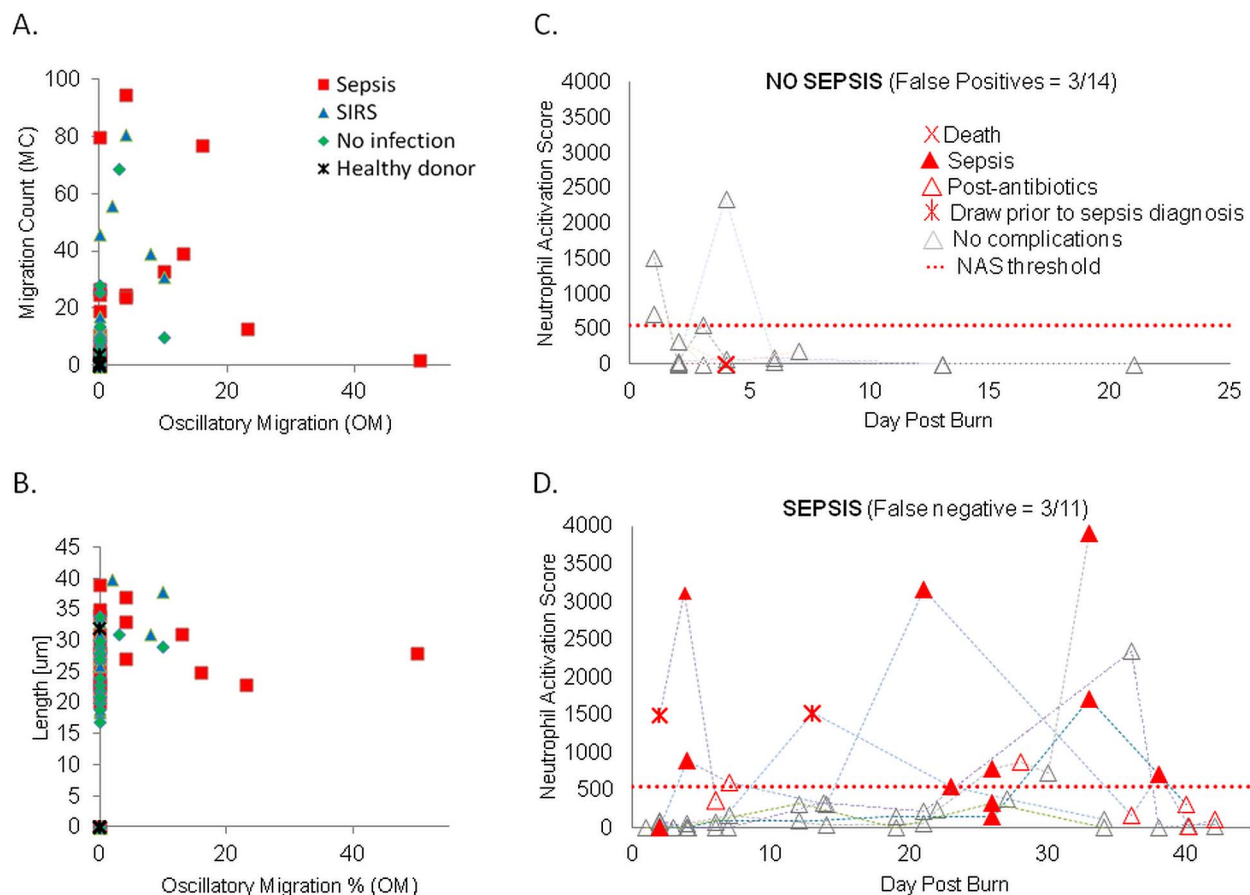 A.
100
80
60
40
20
0
0
20
40
Migration Count (MC)
Oscillatory Migration (OM)
Sepsis
SIRS
No infection
Healthy donor
B.
45
40
35
30
25
20
15
10
5
0
0
20
40
Length [um]
Oscillatory Migration % (OM)
C.
NO SEPSIS (False Positives = 3/14)
4000
3500
3000
2500
2000
1500
1000
500
0
0
5
10
15
20
25
Neutrophil Acitivation Score
Day Post Burn
Death
Sepsis
Post-antibiotics
Draw prior to sepsis diagnosis
No complications
NAS threshold
D.
SEPSIS (False negative = 3/11)
4000
3500
3000
2500
2000
1500
1000
500
0
0
10
20
30
40
Neutrophil Acitivation Score
Day Post Burn